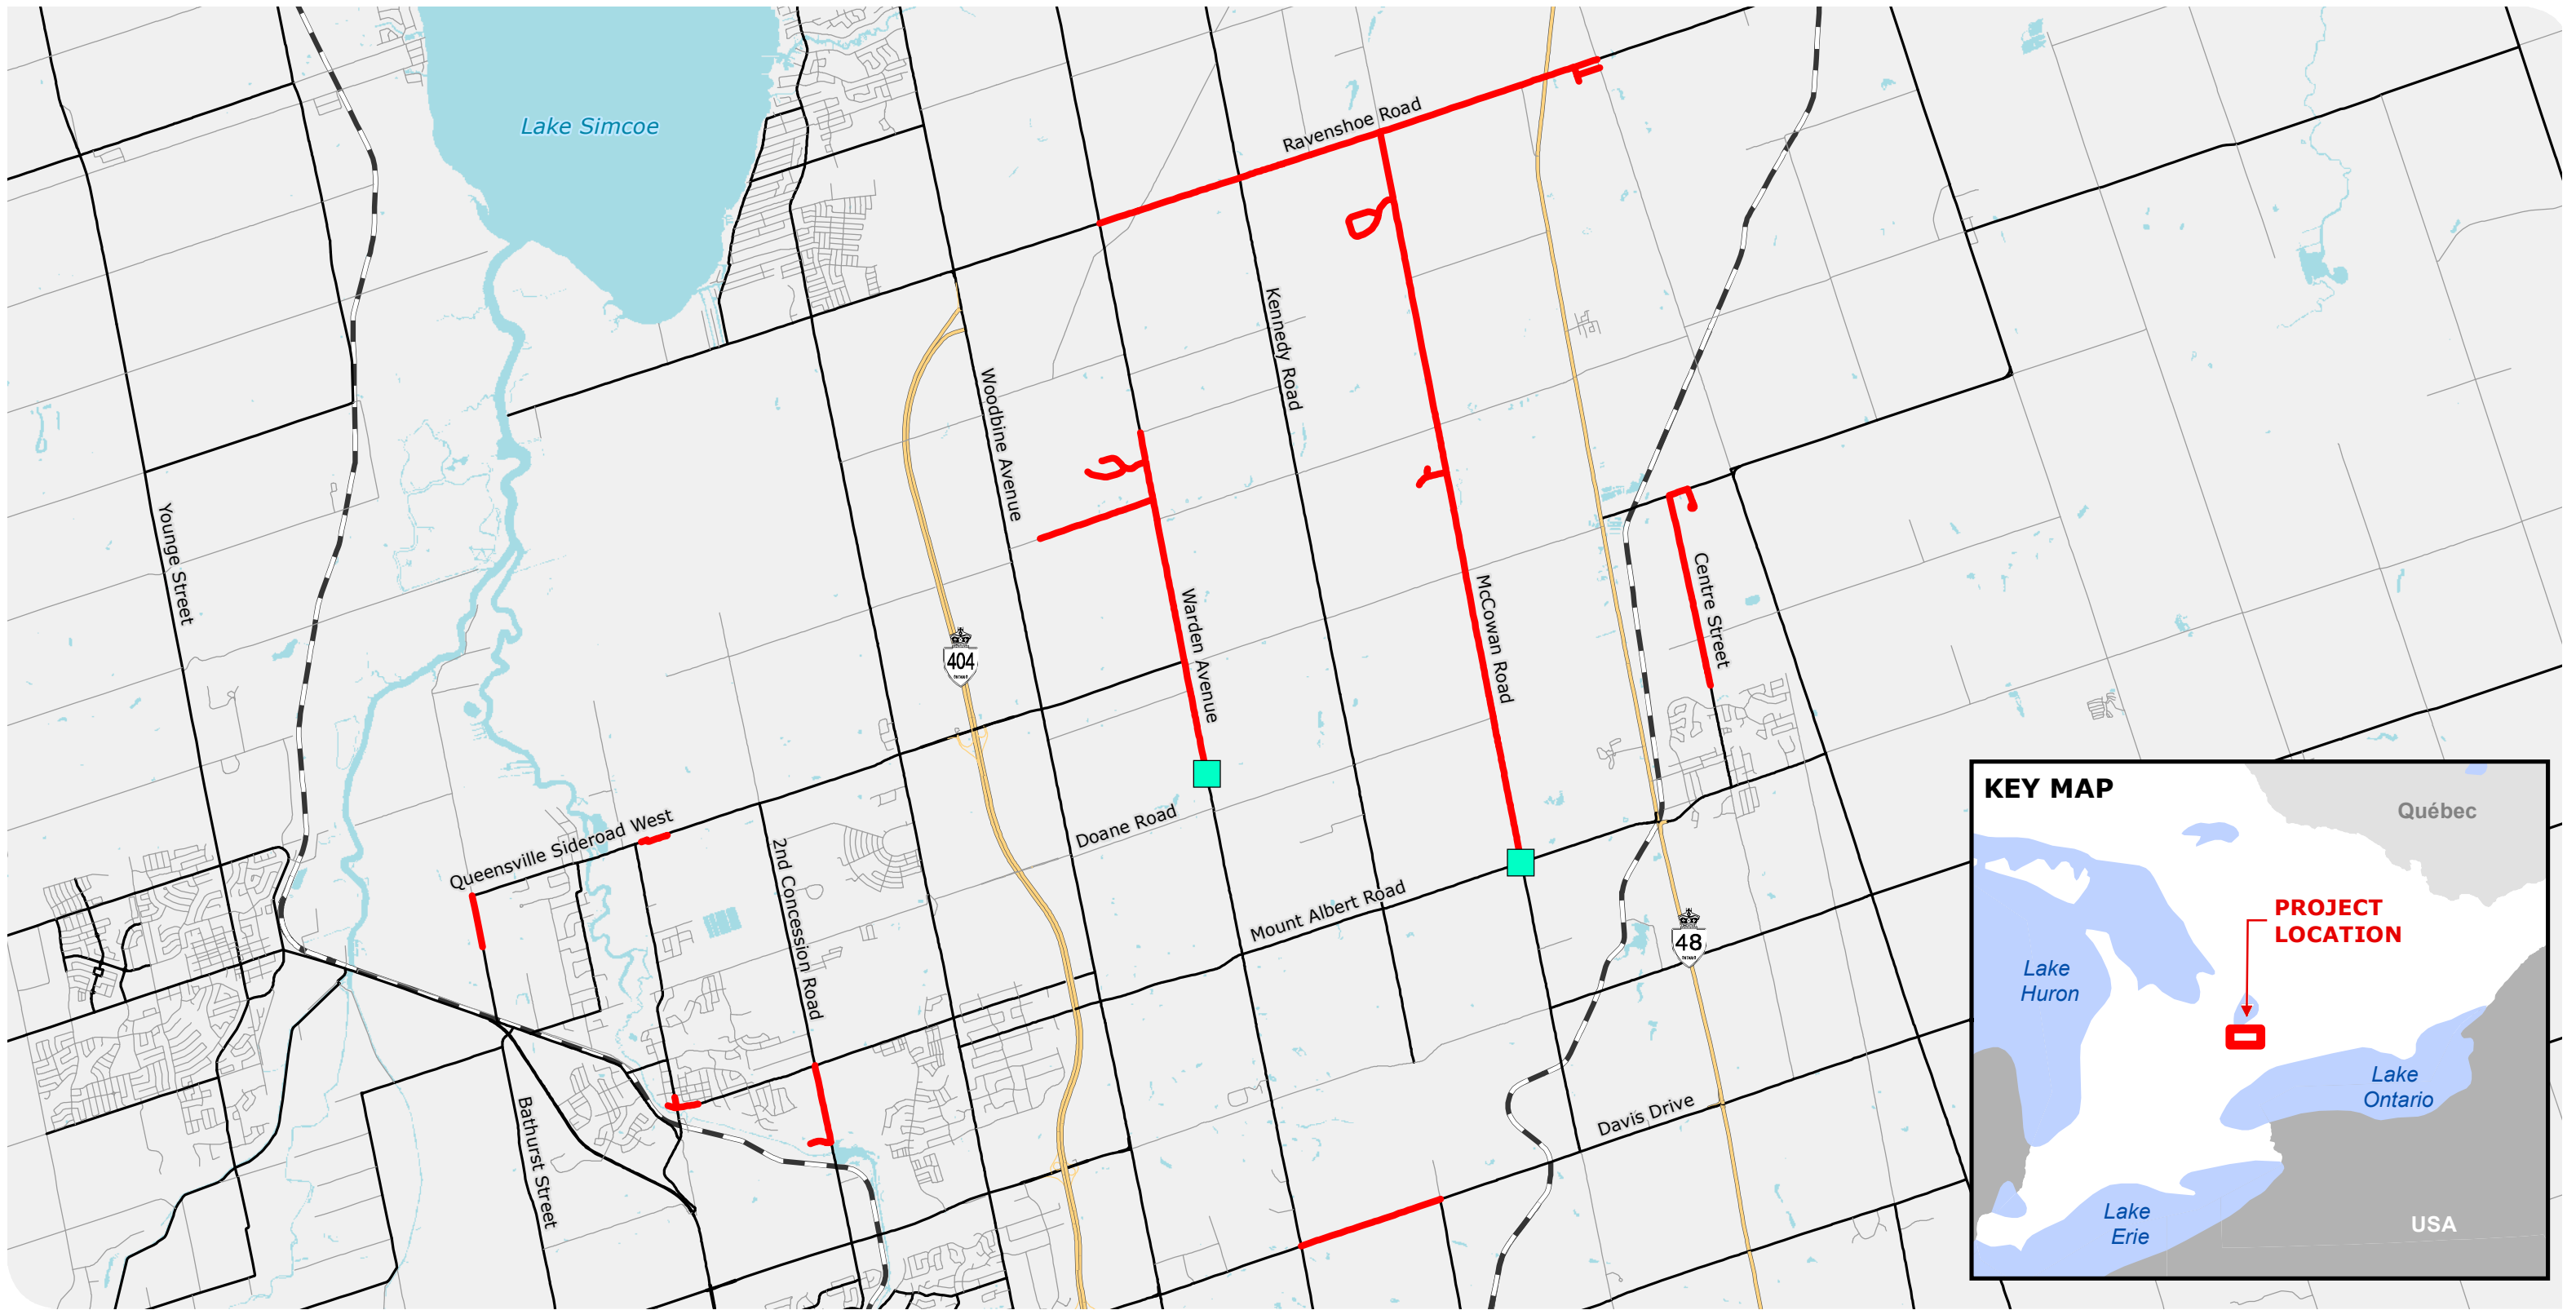 Lake Simcoe
Ravenshoe Road
Kennedy Road
Woodbine Avenue
Younge Street
Warden Avenue
McCowan Road
Centre Street
404
Queensville Sideroad West
Doane Road
2nd Concession Road
Mount Albert Road
48
Bathurst Street
Davis Drive
KEY MAP
Québec
PROJECT
LOCATION
Lake
Huron
Lake
Ontario
Lake
Erie
USA